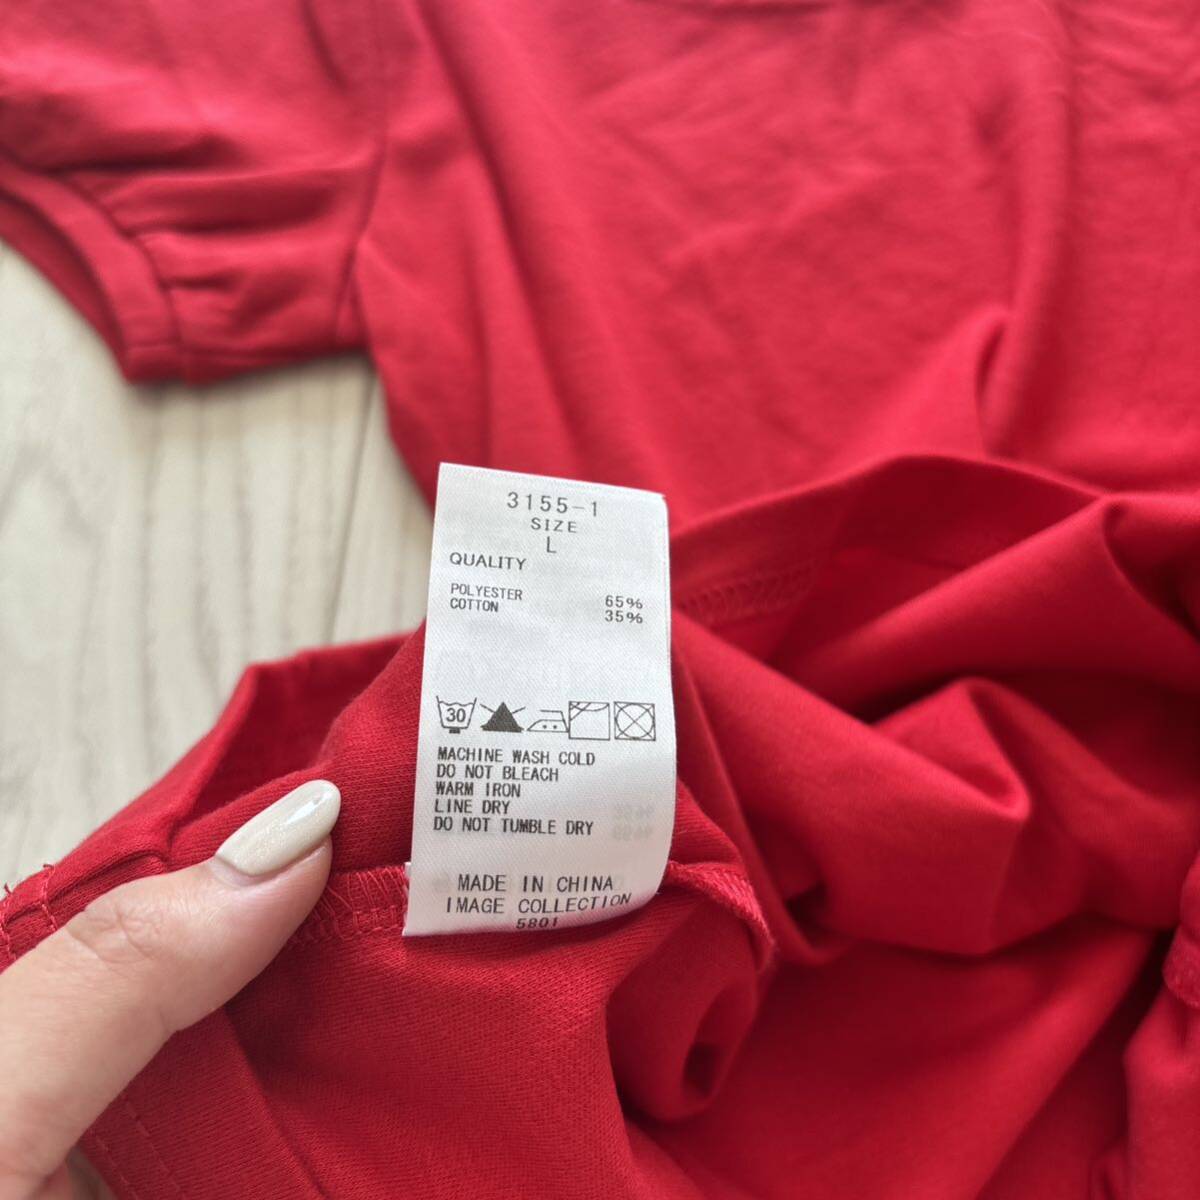 3155-1
SIZE
L
QUALITY
POLYESTER 65%
COTTON 35%
30
MACHINE WASH COLD
DO NOT BLEACH
WARM IRON
LINE DRY
DO NOT TUMBLE DRY
MADE IN CHINA
IMAGE COLLECTION
5801